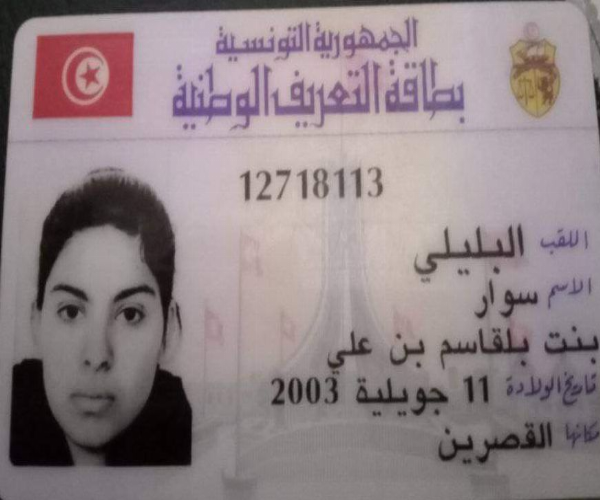 الجمهورية التونسية
بطاقة التعريف الوطنية
12718113
اللقب البليلي
الاسم سوار
بنت بلقاسم بن علي
تاريخ الولادة 11 جويلية 2003
مكانها القصرين